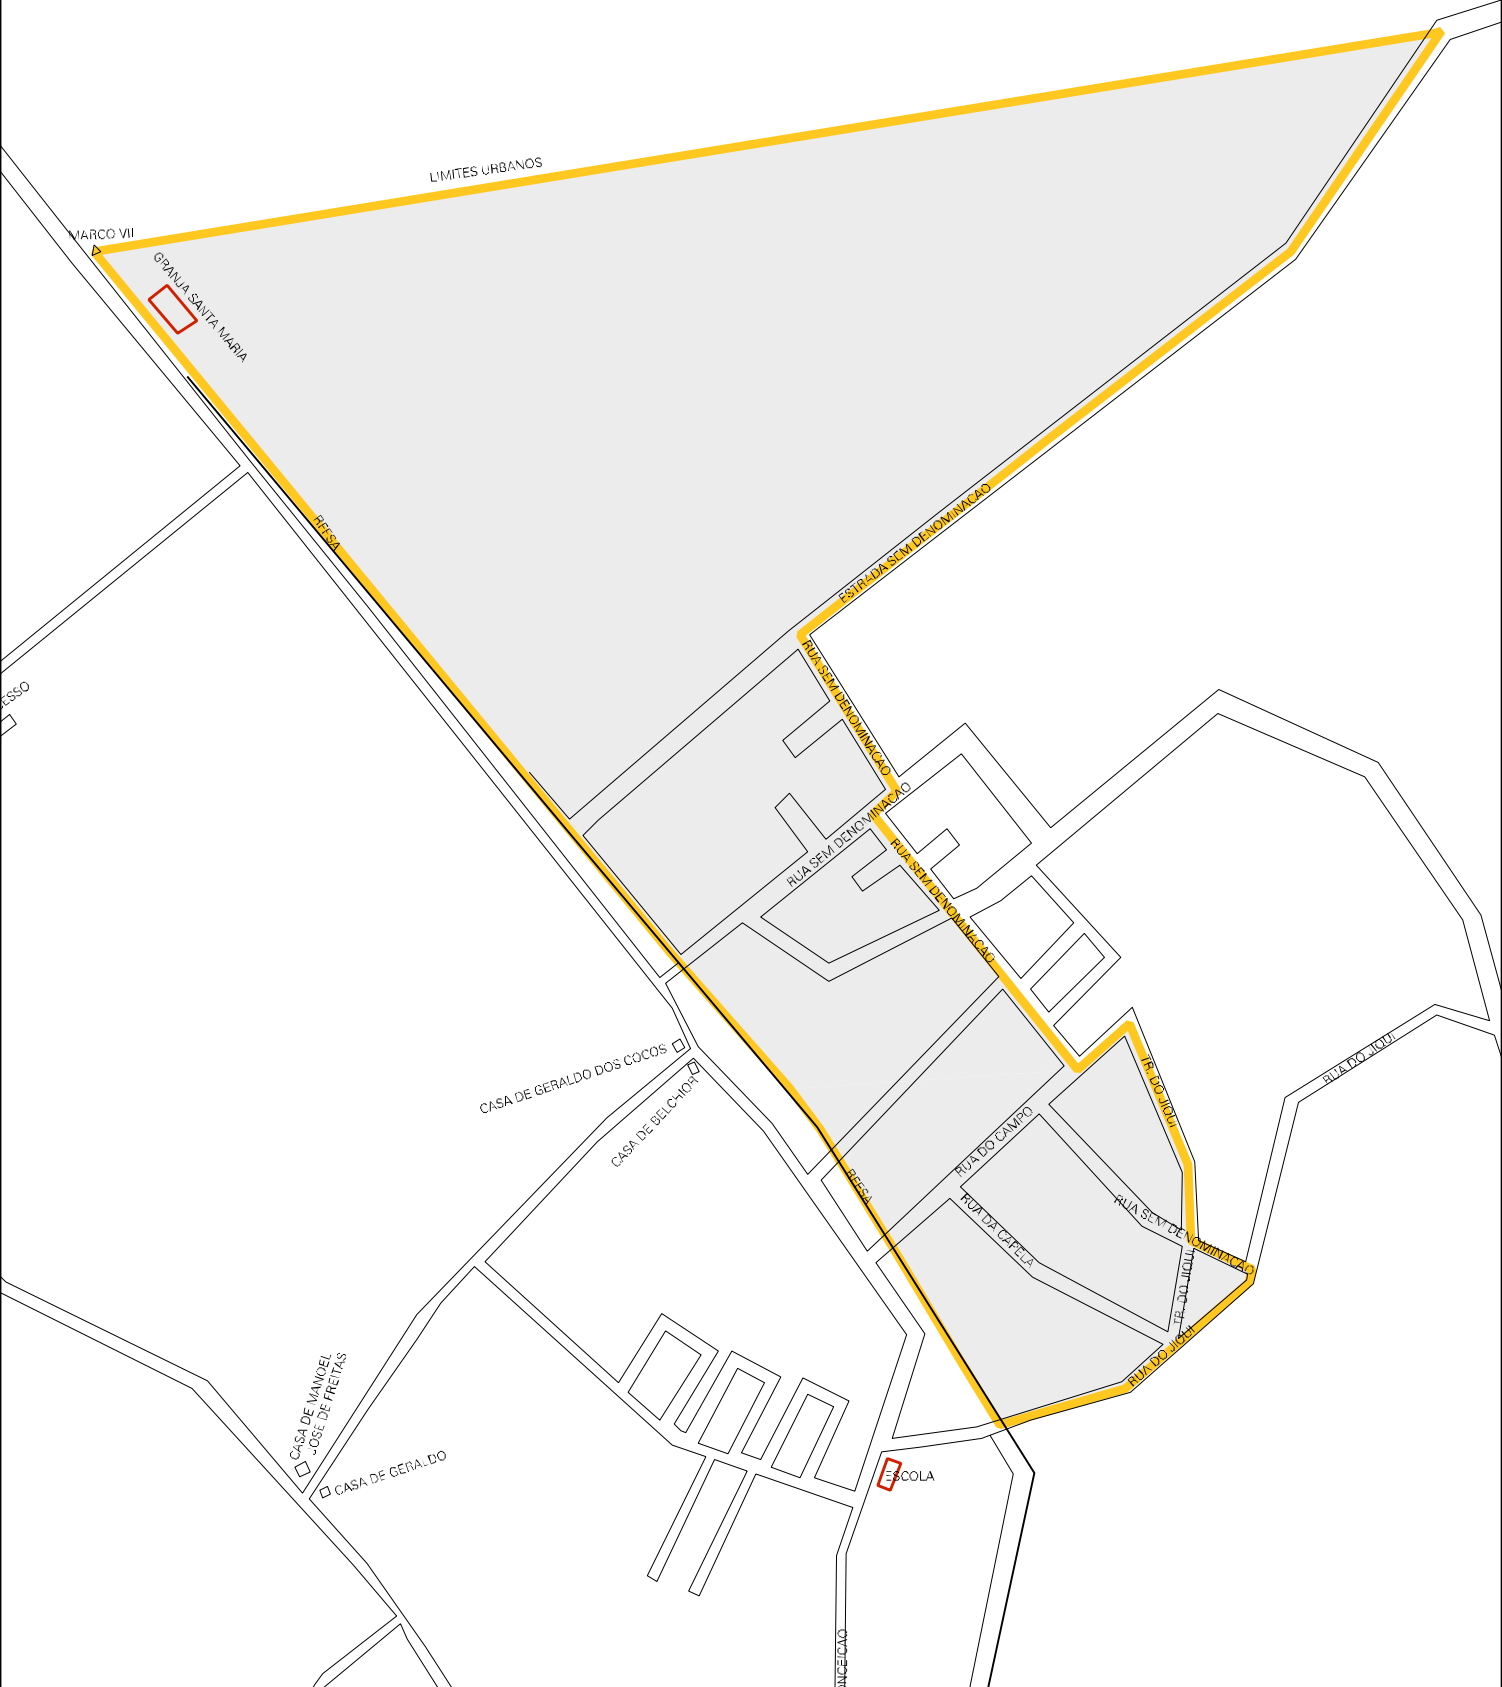 LIMITES URBANOS
MARCO VII
GRANJA SANTA MARIA
RFFSA
ESTRADA SEM DENOMINACAO
RUA SEM DENOMINACAO
ESSO
RUA SEM DENOMINACAO
RUA SEM DENOMINACAO
CASA DE GERALDO DOS COCOS
CASA DE BELCHIOR
RUA DO JIQUI
TR. DO JIQUI
RUA DO CAMPO
RFFSA
RUA DA CAPELA
RUA SEM DENOMINACAO
TR. DO JIQUI
RUA DO JIQUI
CASA DE MANOEL
JOSE DE FREITAS
CASA DE GERALDO
ESCOLA
NCEICAO